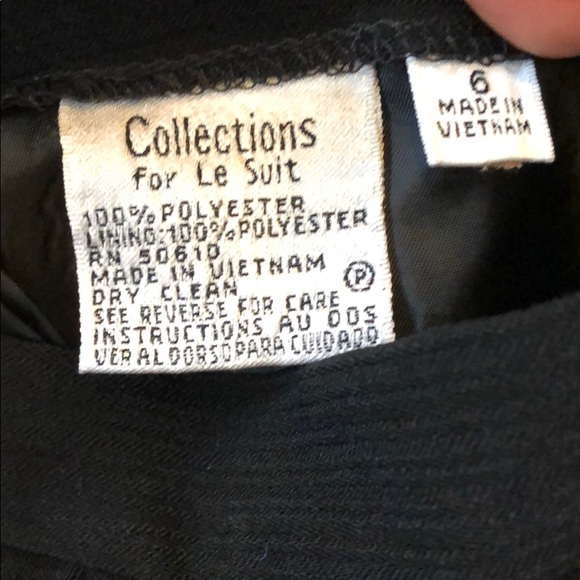 Collections
for Le Suit
100% POLYESTER
LINING:100% POLYESTER
RN 50610
MADE IN VIETNAM
DRY CLEAN
P
SEE REVERSE FOR CARE
INSTRUCTIONS AU DOS
VER AL DORSO PARA CUIDADO
6
MADE IN
VIETNAM